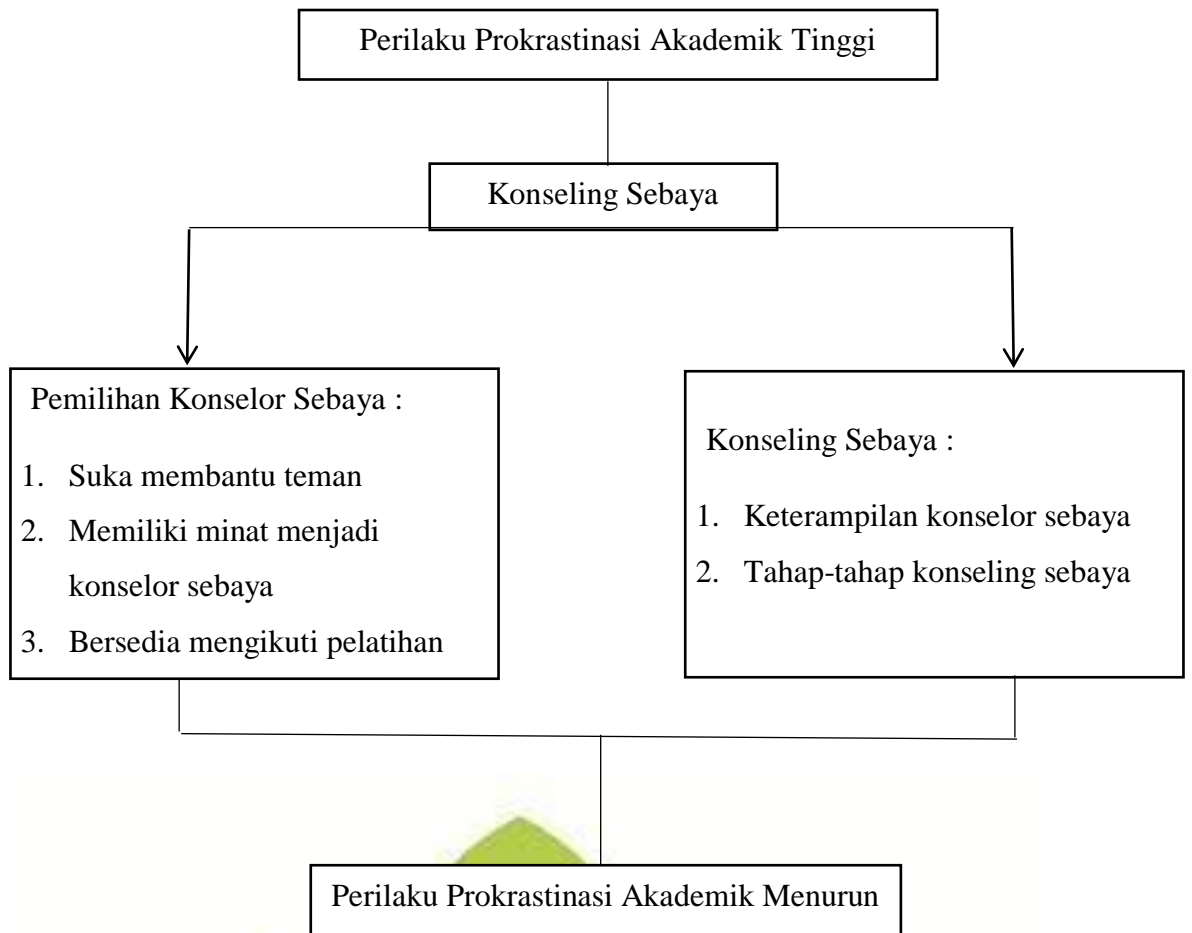 Perilaku Prokrastinasi Akademik Tinggi
Konseling Sebaya
Pemilihan Konselor Sebaya :
1. Suka membantu teman
2. Memiliki minat menjadi
konselor sebaya
3. Bersedia mengikuti pelatihan
Konseling Sebaya :
1. Keterampilan konselor sebaya
2. Tahap-tahap konseling sebaya
Perilaku Prokrastinasi Akademik Menurun